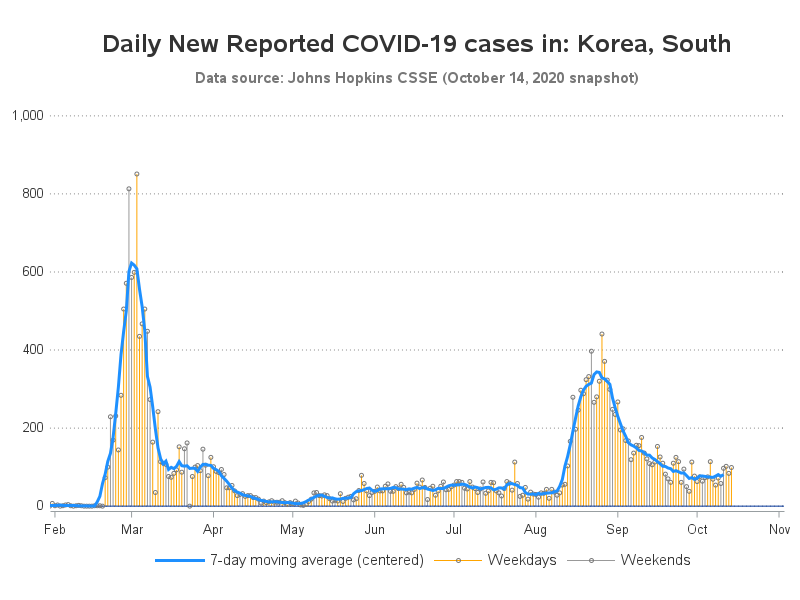 Daily New Reported COVID-19 cases in: Korea, South
Data source: Johns Hopkins CSSE (October 14, 2020 snapshot)
1,000
800
600
400
200
0
Feb Mar Apr May Jun Jul Aug Sep Oct Nov
7-day moving average (centered) Weekdays Weekends